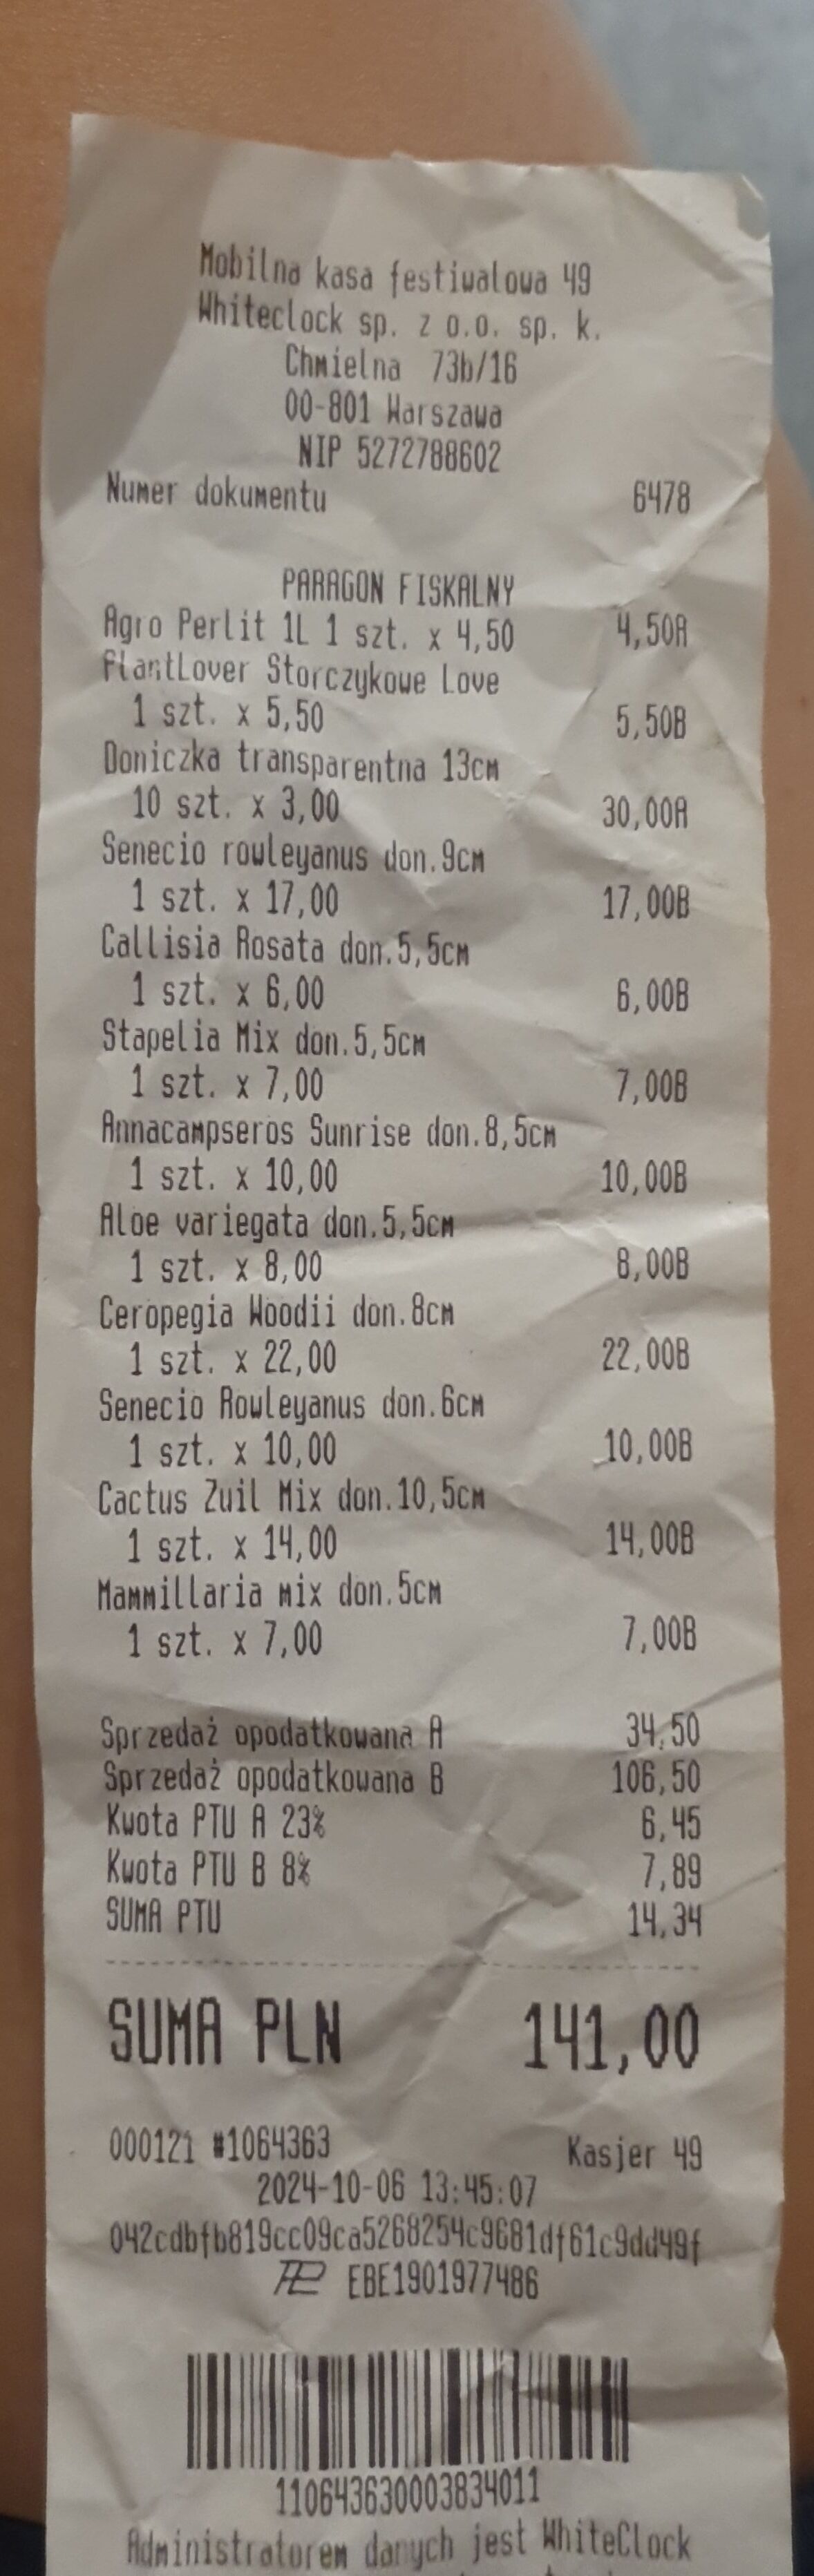 Mobilna kasa festiwalowa 49
Whiteclock sp. z o.o. sp. k.
Chmielna 73b/16
00-801 Warszawa
NIP 5272788602
Numer dokumentu 6478
PARAGON FISKALNY
Agro Perlit 1L 1 szt. x 4,50 4,50A
PlantLover Storczykowe Love
1 szt. x 5,50 5,50B
Doniczka transparentna 13cm
10 szt. x 3,00 30,00A
Senecio rowleyanus don.9cm
1 szt. x 17,00 17,00B
Callisia Rosata don.5,5cm
1 szt. x 6,00 6,00B
Stapelia Mix don.5,5cm
1 szt. x 7,00 7,00B
Annacampseros Sunrise don.8,5cm
1 szt. x 10,00 10,00B
Aloe variegata don.5,5cm
1 szt. x 8,00 8,00B
Ceropegia Woodii don.8cm
1 szt. x 22,00 22,00B
Senecio Rowleyanus don.6cm
1 szt. x 10,00 10,00B
Cactus Zuil Mix don.10,5cm
1 szt. x 14,00 14,00B
Mammillaria mix don.5cm
1 szt. x 7,00 7,00B
Sprzedaż opodatkowana A 34,50
Sprzedaż opodatkowana B 106,50
Kwota PTU A 23% 6,45
Kwota PTU B 8% 7,89
SUMA PTU 14,34
SUMA PLN 141,00
000121 #1064363 Kasjer 49
2024-10-06 13:45:07
042cdbfb819cc09ca5268254c9681df61c9dd49f
EBE1901977486
110643630003834011
Administratorem danych jest WhiteClock